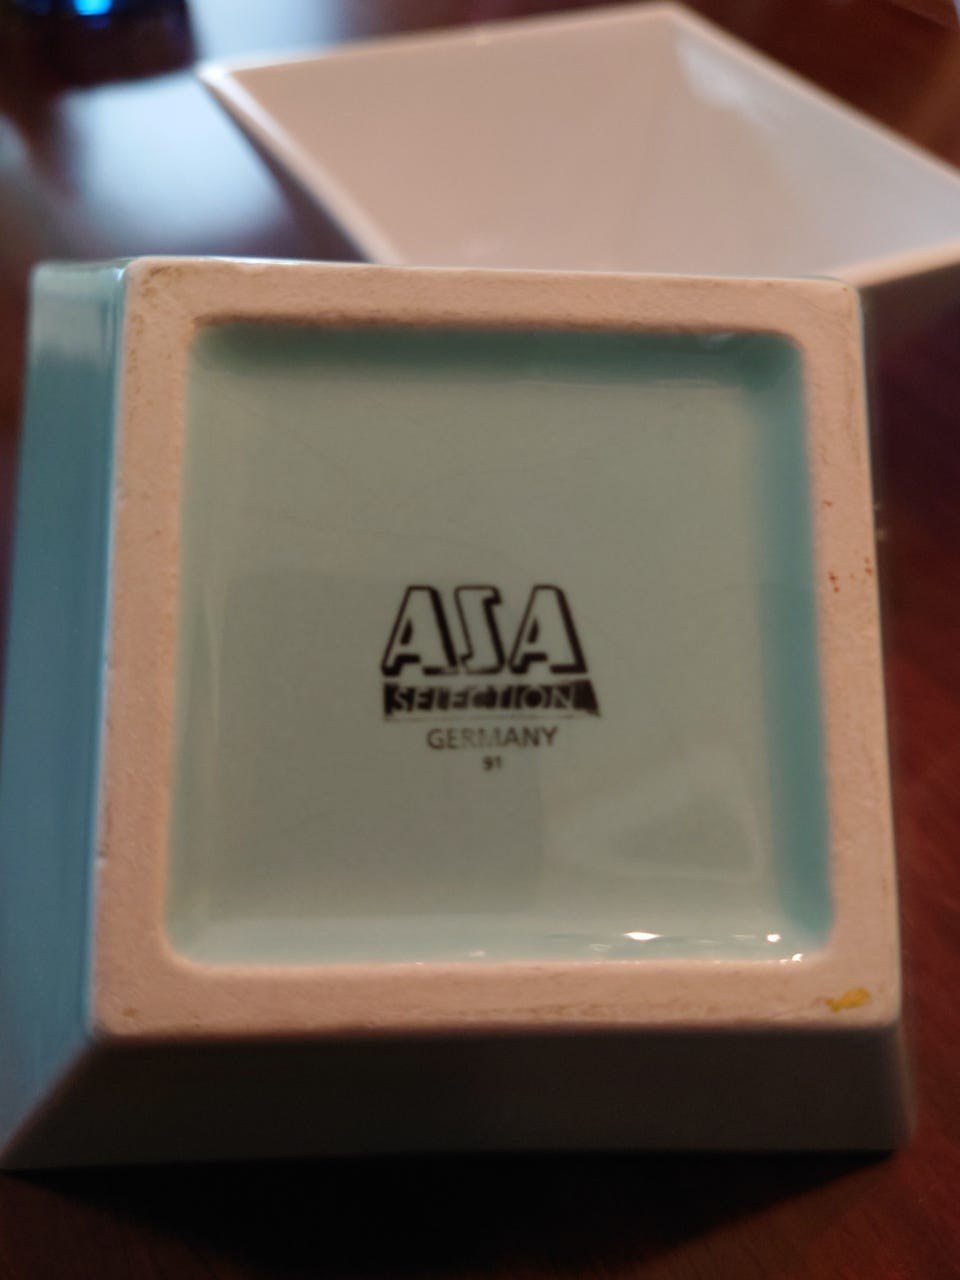 ASA
SELECTION
GERMANY
91